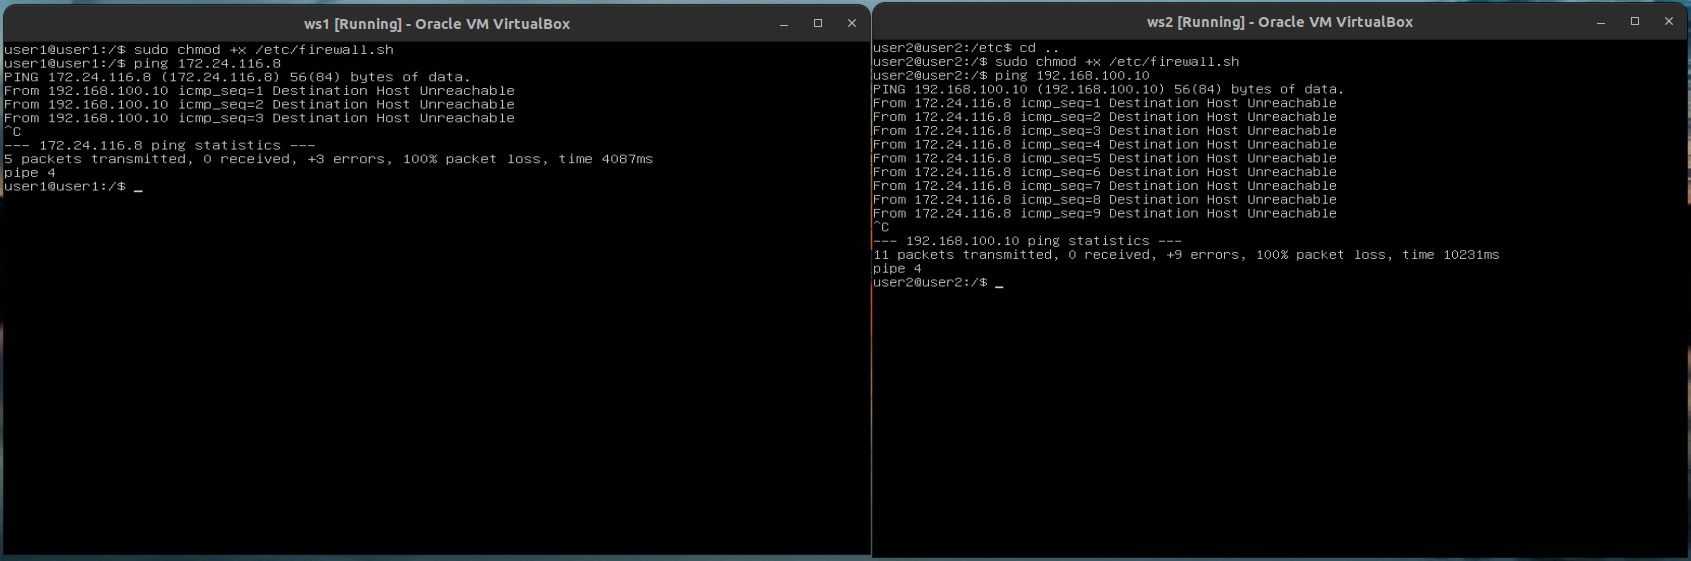 ws1 [Running] - Oracle VM VirtualBox
user1@user1:/$ sudo chmod +x /etc/firewall.sh
user1@user1:/$ ping 172.24.116.8
PING 172.24.116.8 (172.24.116.8) 56(84) bytes of data.
From 192.168.100.10 icmp_seq=1 Destination Host Unreachable
From 192.168.100.10 icmp_seq=2 Destination Host Unreachable
From 192.168.100.10 icmp_seq=3 Destination Host Unreachable
^C
--- 172.24.116.8 ping statistics ---
5 packets transmitted, 0 received, +3 errors, 100% packet loss, time 4087ms
pipe 4
user1@user1:/$ _
ws2 [Running] - Oracle VM VirtualBox
user2@user2:/etc$ cd ..
user2@user2:/$ sudo chmod +x /etc/firewall.sh
user2@user2:/$ ping 192.168.100.10
PING 192.168.100.10 (192.168.100.10) 56(84) bytes of data.
From 172.24.116.8 icmp_seq=1 Destination Host Unreachable
From 172.24.116.8 icmp_seq=2 Destination Host Unreachable
From 172.24.116.8 icmp_seq=3 Destination Host Unreachable
From 172.24.116.8 icmp_seq=4 Destination Host Unreachable
From 172.24.116.8 icmp_seq=5 Destination Host Unreachable
From 172.24.116.8 icmp_seq=6 Destination Host Unreachable
From 172.24.116.8 icmp_seq=7 Destination Host Unreachable
From 172.24.116.8 icmp_seq=8 Destination Host Unreachable
From 172.24.116.8 icmp_seq=9 Destination Host Unreachable
^C
--- 192.168.100.10 ping statistics ---
11 packets transmitted, 0 received, +9 errors, 100% packet loss, time 10231ms
pipe 4
user2@user2:/$ _